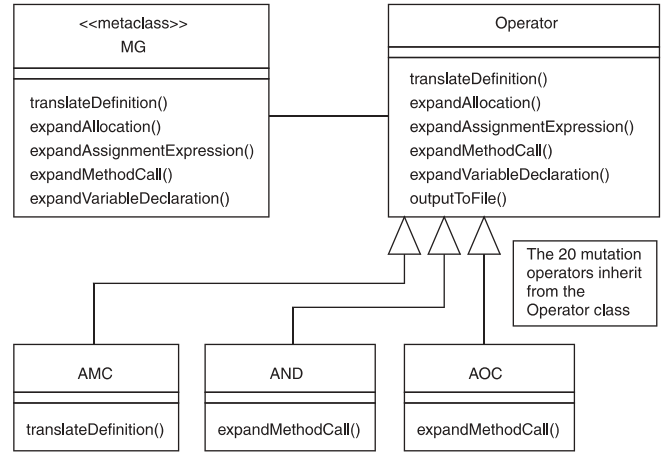 <<metaclass>>
MG
translateDefinition()
expandAllocation()
expandAssignmentExpression()
expandMethodCall()
expandVariableDeclaration()
Operator
translateDefinition()
expandAllocation()
expandAssignmentExpression()
expandMethodCall()
expandVariableDeclaration()
outputToFile()
The 20 mutation
operators inherit
from the
Operator class
AMC
translateDefinition()
AND
expandMethodCall()
AOC
expandMethodCall()